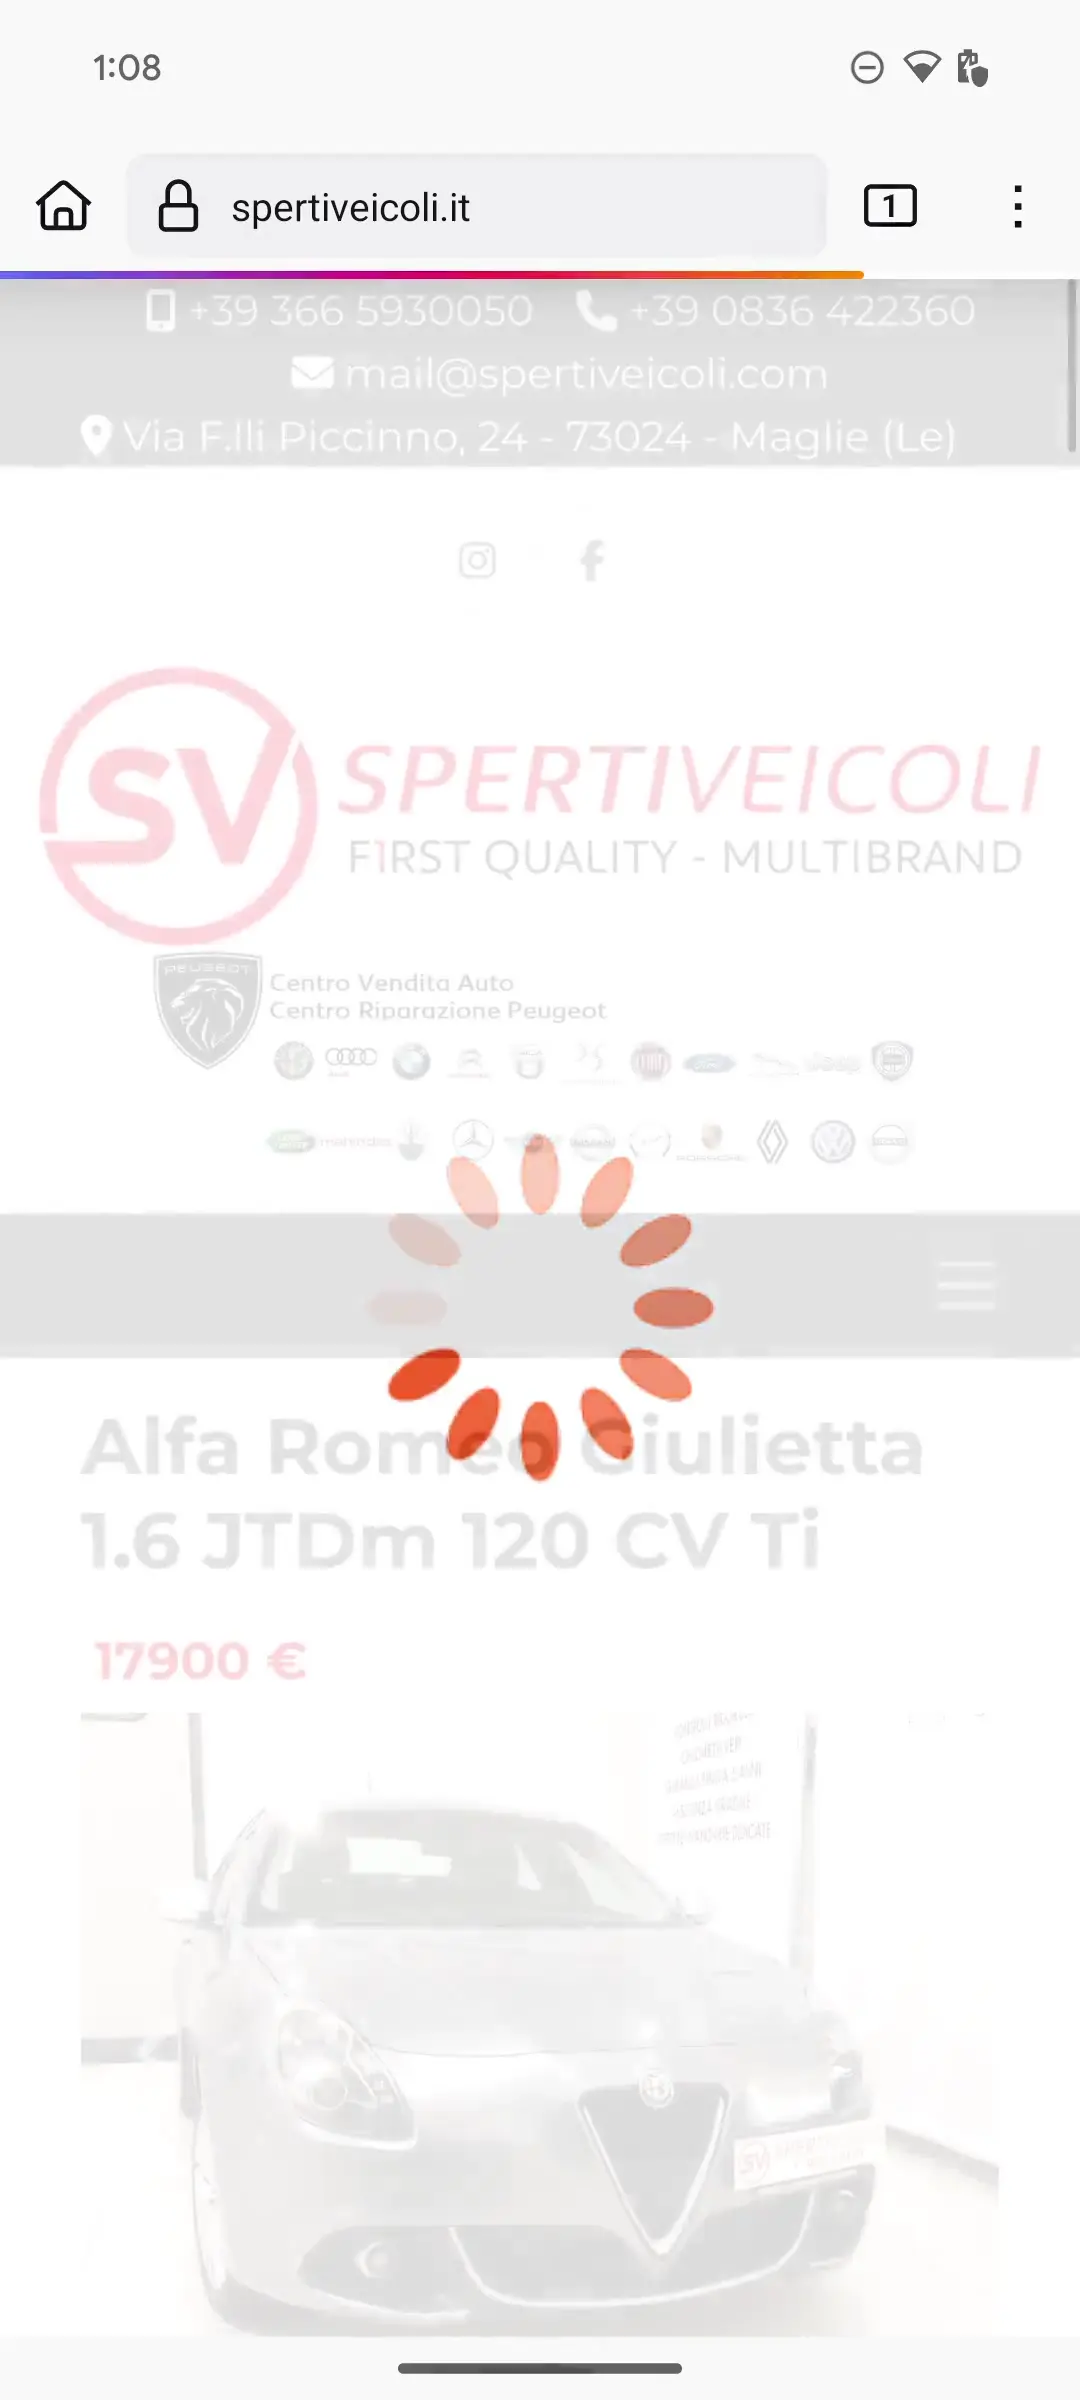 1:08
spertiveicoli.it
1
+39 366 5930050 +39 0836 422360
mail@spertiveicoli.com
Via F.lli Piccinno, 24 - 73024 - Maglie (Le)
SV SPERTIVEICOLI
F1RST QUALITY - MULTIBRAND
PEUGEOT
Centro Vendita Auto
Centro Riparazione Peugeot
Alfa Romeo Giulietta
1.6 JTDm 120 CV Ti
17900 €
SV